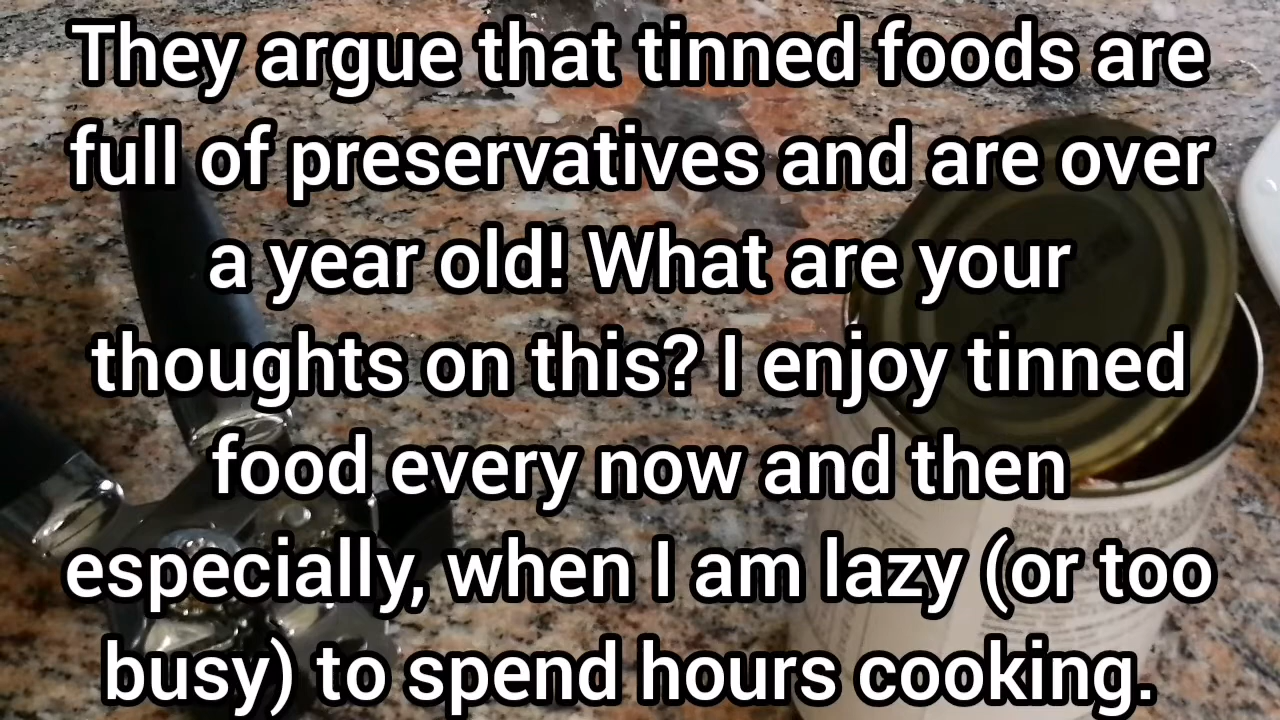 They argue that tinned foods are
full of preservatives and are over
a year old! What are your
thoughts on this? I enjoy tinned
food every now and then
especially, when I am lazy (or too
busy) to spend hours cooking.